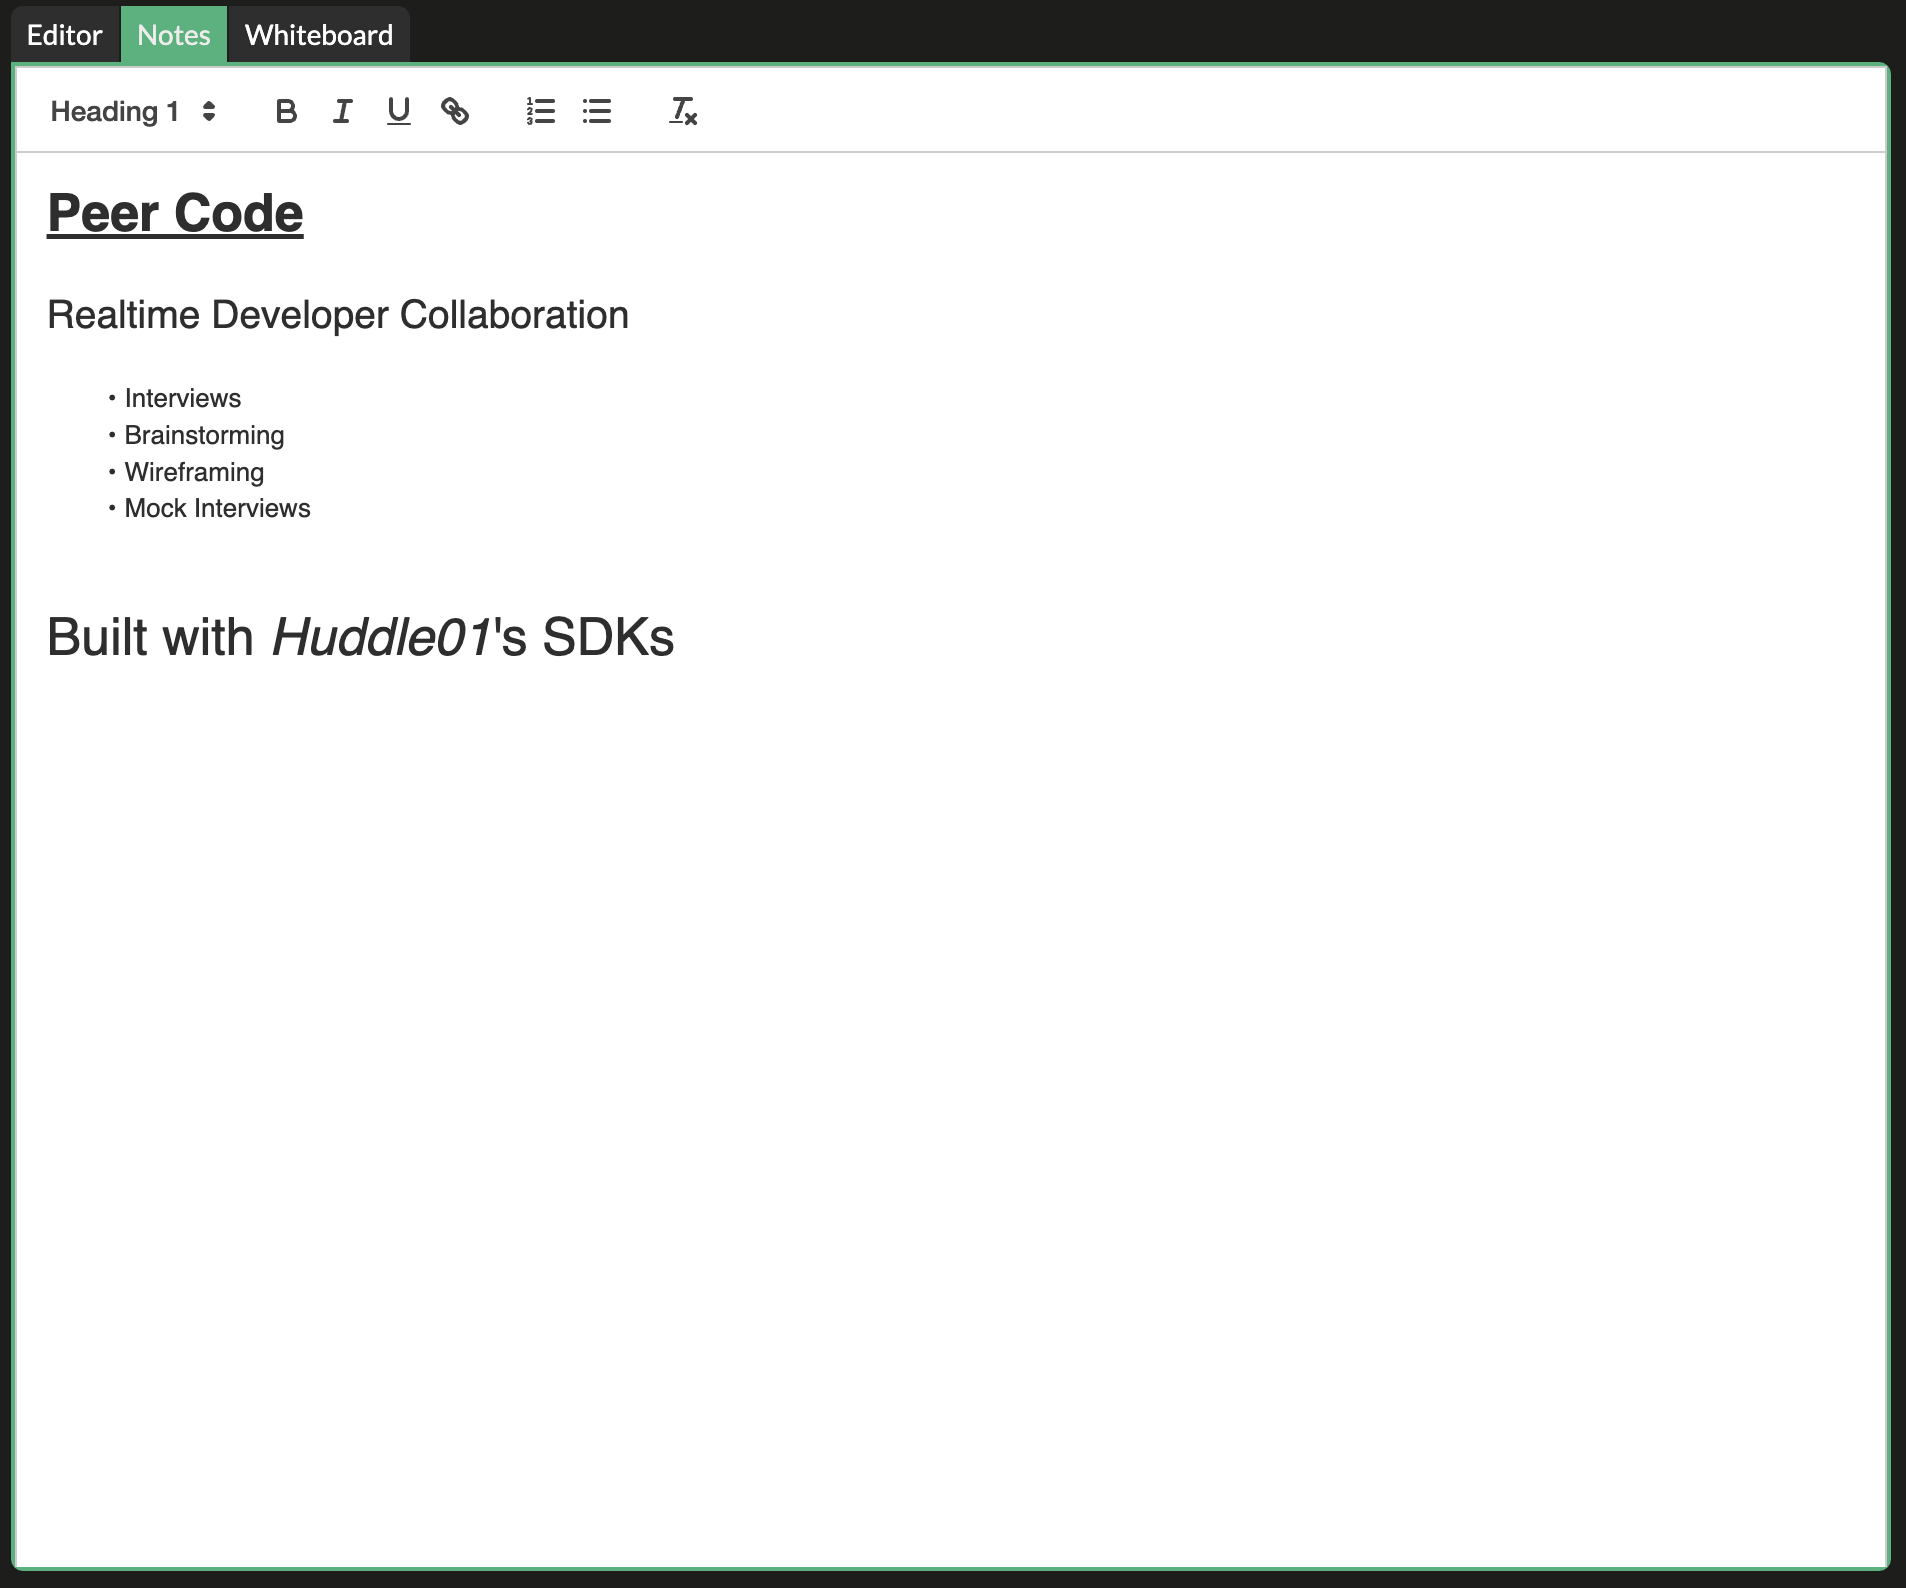 Editor Notes Whiteboard
Heading 1
Peer Code
Realtime Developer Collaboration
• Interviews
• Brainstorming
• Wireframing
• Mock Interviews
Built with Huddle01's SDKs